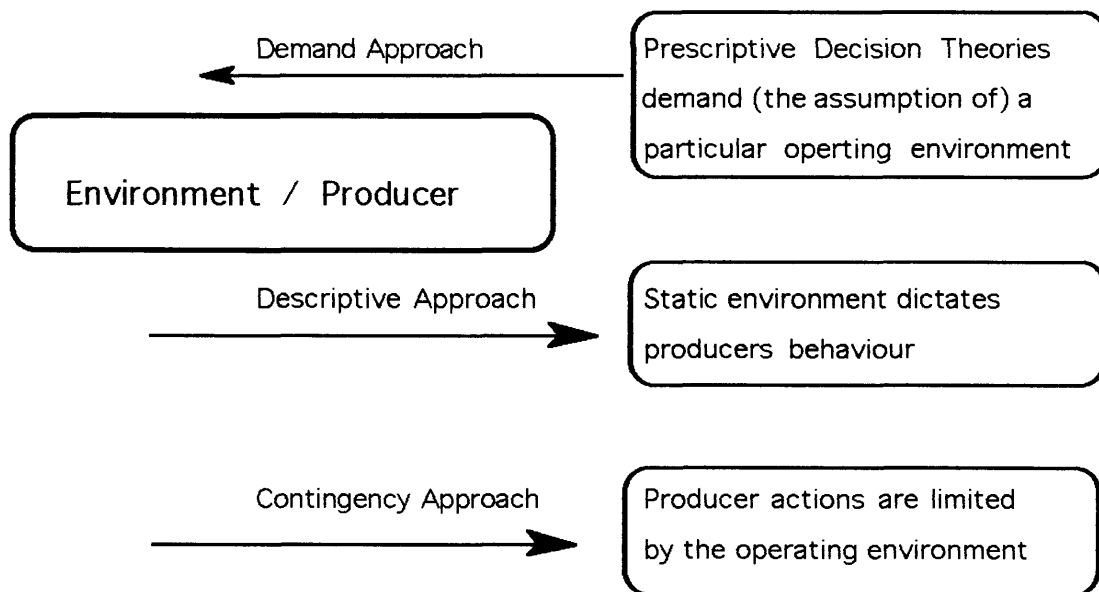 Demand Approach
Prescriptive Decision Theories
demand (the assumption of) a
particular operting environment
Environment / Producer
Descriptive Approach
Static environment dictates
producers behaviour
Contingency Approach
Producer actions are limited
by the operating environment